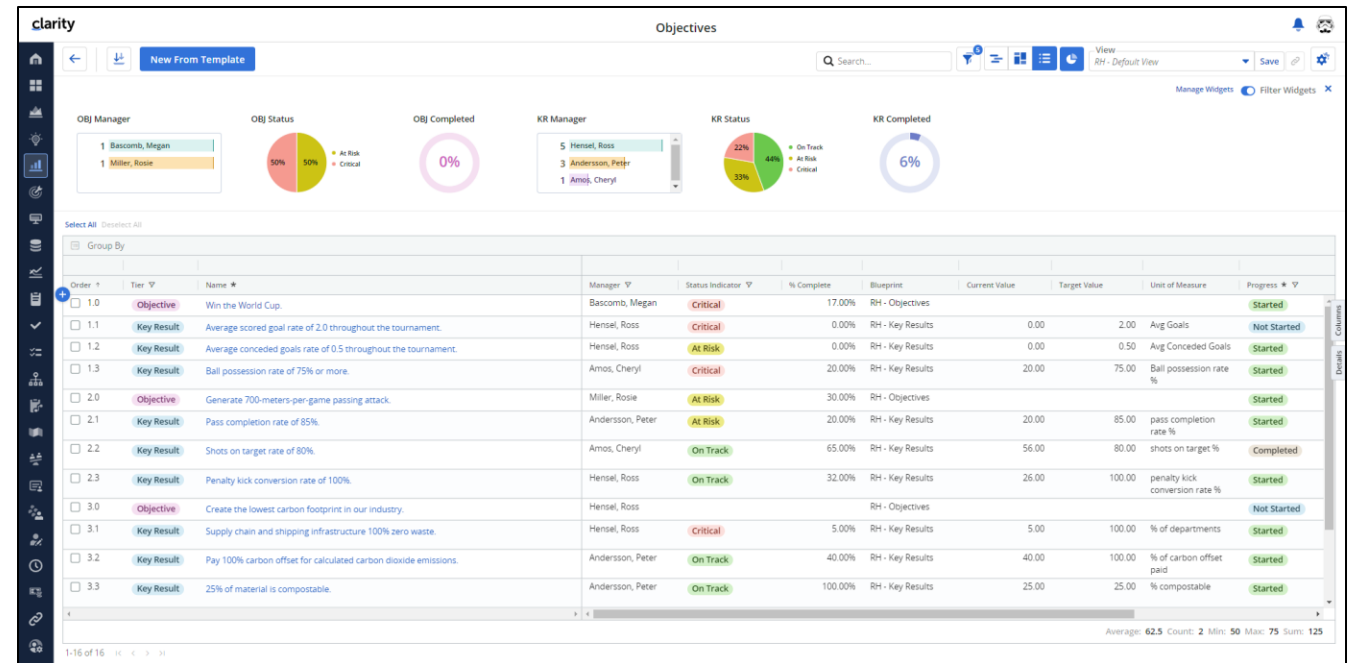 clarity
Objectives
New From Template
Search...
5
View
RH - Default View
Save
Manage Widgets
Filter Widgets
OBJ Manager
1 Bascomb, Megan
1 Miller, Rosie
OBJ Status
50% 50%
At Risk
Critical
OBJ Completed
0%
KR Manager
5 Hensel, Ross
3 Andersson, Peter
1 Amos, Cheryl
KR Status
22%
44%
33%
On Track
At Risk
Critical
KR Completed
6%
Select All Deselect All
Group By
Order Tier Name Manager Status Indicator % Complete Blueprint Current Value Target Value Unit of Measure Progress
1.0 Objective Win the World Cup. Bascomb, Megan Critical 17.00% RH - Objectives Started
1.1 Key Result Average scored goal rate of 2.0 throughout the tournament. Hensel, Ross Critical 0.00% RH - Key Results 0.00 2.00 Avg Goals Not Started
1.2 Key Result Average conceded goals rate of 0.5 throughout the tournament. Hensel, Ross At Risk 0.00% RH - Key Results 0.00 0.50 Avg Conceded Goals Started
1.3 Key Result Ball possession rate of 75% or more. Amos, Cheryl Critical 20.00% RH - Key Results 20.00 75.00 Ball possession rate Started
%
2.0 Objective Generate 700-meters-per-game passing attack. Miller, Rosie At Risk 30.00% RH - Objectives Started
2.1 Key Result Pass completion rate of 85%. Andersson, Peter At Risk 20.00% RH - Key Results 20.00 85.00 pass completion Started
rate %
2.2 Key Result Shots on target rate of 80%. Amos, Cheryl On Track 65.00% RH - Key Results 56.00 80.00 shots on target % Completed
2.3 Key Result Penalty kick conversion rate of 100%. Hensel, Ross On Track 32.00% RH - Key Results 26.00 100.00 penalty kick Started
conversion rate %
3.0 Objective Create the lowest carbon footprint in our industry. Hensel, Ross RH - Objectives Not Started
3.1 Key Result Supply chain and shipping infrastructure 100% zero waste. Hensel, Ross Critical 5.00% RH - Key Results 5.00 100.00 % of departments Started
3.2 Key Result Pay 100% carbon offset for calculated carbon dioxide emissions. Andersson, Peter On Track 40.00% RH - Key Results 40.00 100.00 % of carbon offset Started
paid
3.3 Key Result 25% of material is compostable. Andersson, Peter On Track 100.00% RH - Key Results 25.00 25.00 % compostable Started
Columns
Details
Average: 62.5 Count: 2 Min: 50 Max: 75 Sum: 125
1-16 of 16